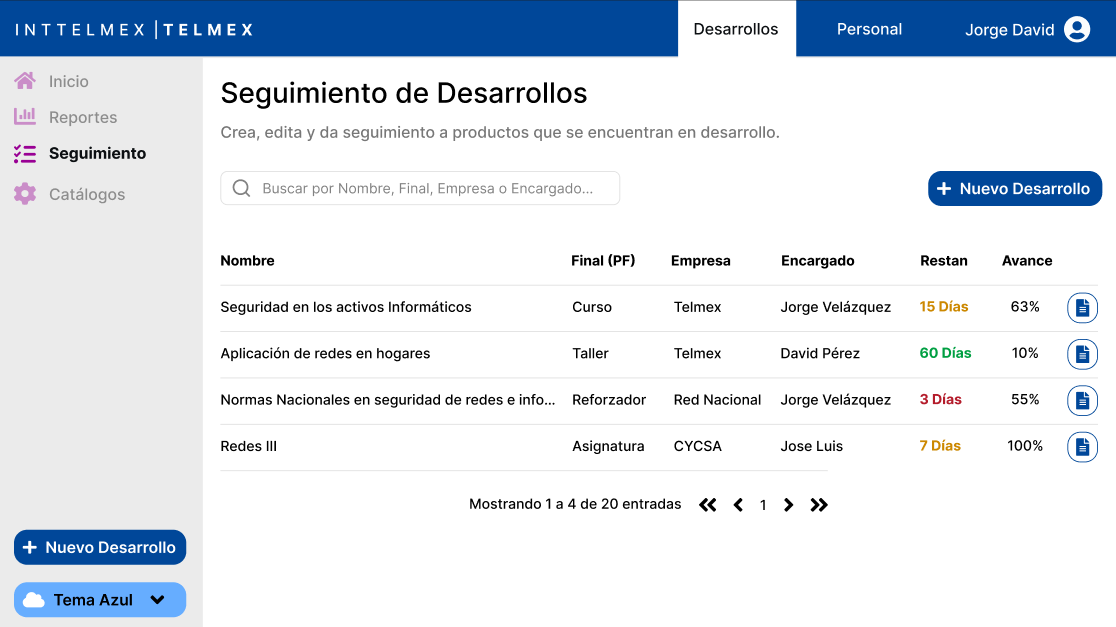 INTTELMEX | TELMEX
Desarrollos
Personal
Jorge David
Inicio
Reportes
Seguimiento
Catálogos
Seguimiento de Desarrollos
Crea, edita y da seguimiento a productos que se encuentran en desarrollo.
Buscar por Nombre, Final, Empresa o Encargado...
Nuevo Desarrollo
Nombre Final (PF) Empresa Encargado Restan Avance
Seguridad en los activos Informáticos Curso Telmex Jorge Velázquez 15 Días 63%
Aplicación de redes en hogares Taller Telmex David Pérez 60 Días 10%
Normas Nacionales en seguridad de redes e info... Reforzador Red Nacional Jorge Velázquez 3 Días 55%
Redes III Asignatura CYCSA Jose Luis 7 Días 100%
Mostrando 1 a 4 de 20 entradas 1
Nuevo Desarrollo
Tema Azul